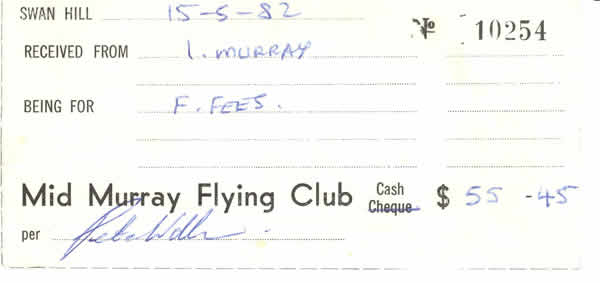 SWAN HILL 15-5-82 № 10254
RECEIVED FROM I. MURRAY
BEING FOR F. FEES.
Mid Murray Flying Club Cash Cheque $ 55-45
per